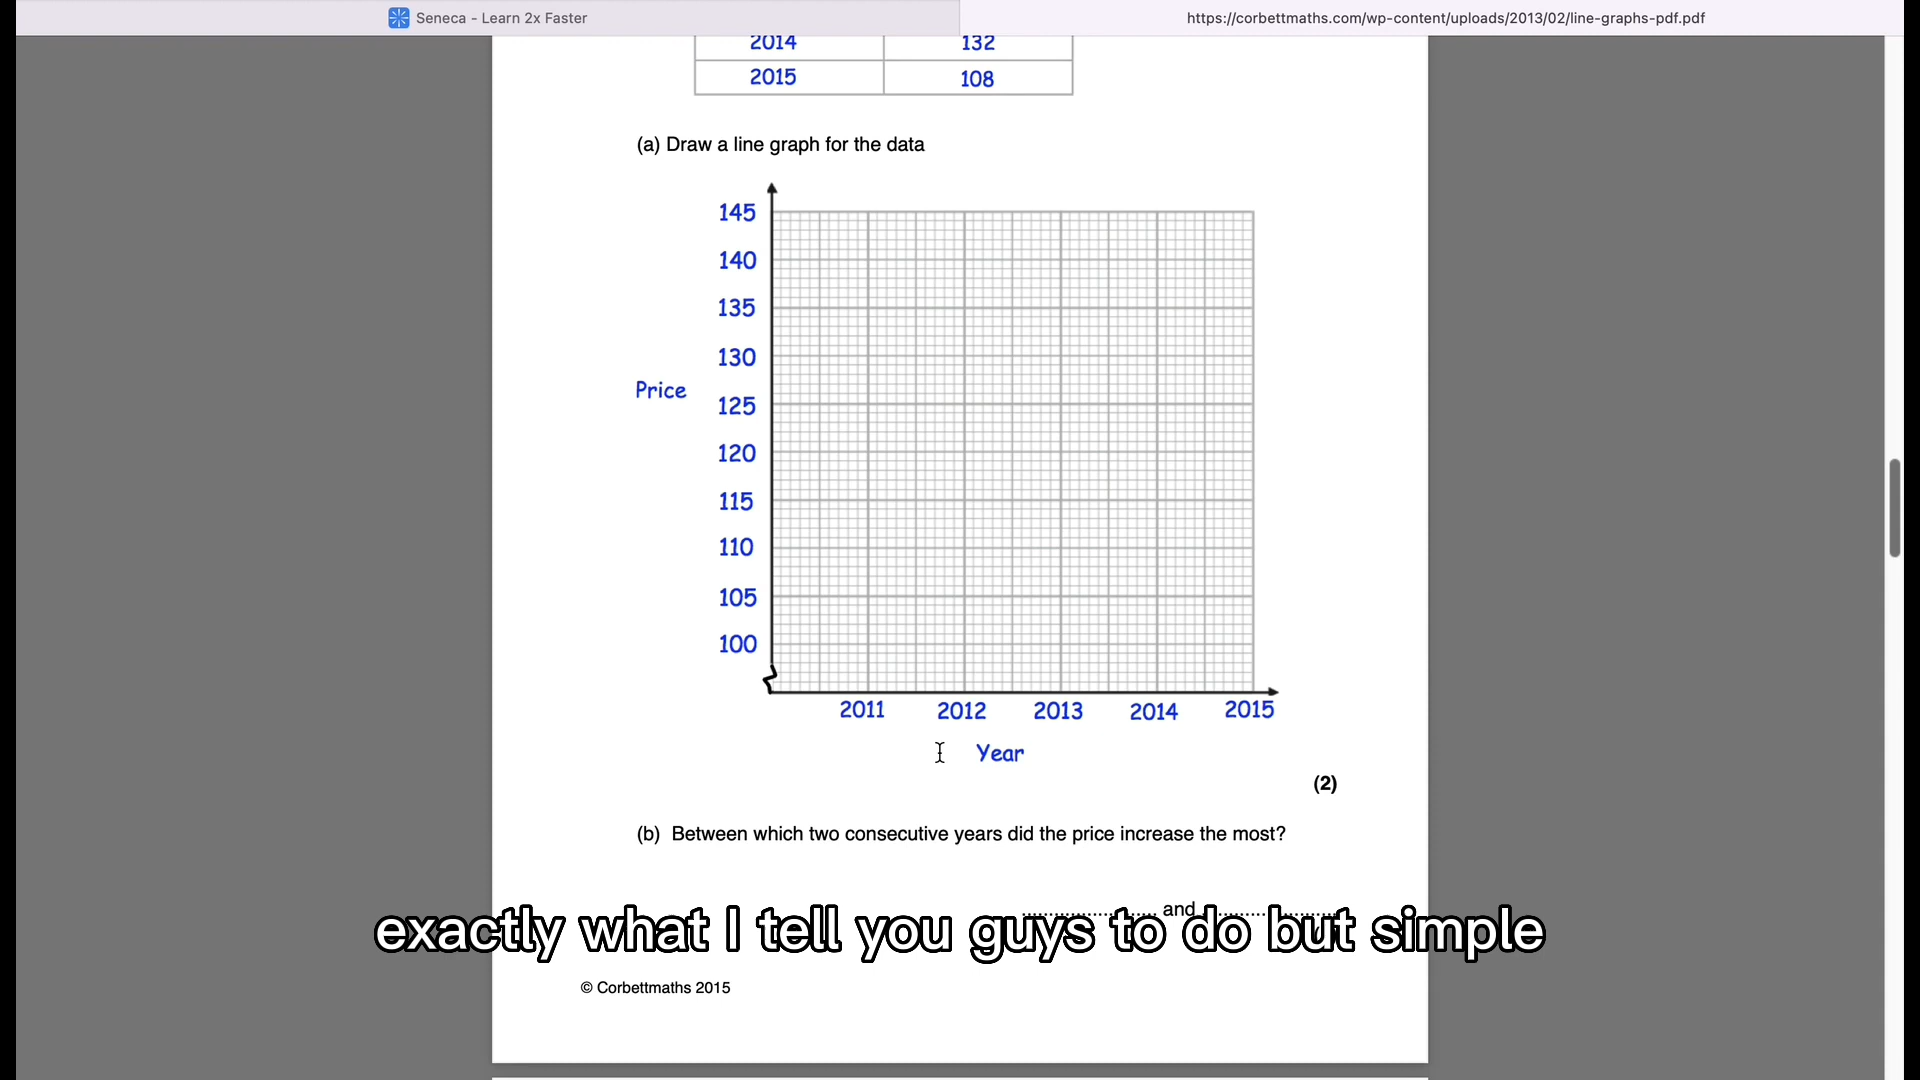 Seneca - Learn 2x Faster
https://corbettmaths.com/wp-content/uploads/2013/02/line-graphs-pdf.pdf
2014 132
2015 108
(a) Draw a line graph for the data
145
140
135
130
Price
125
120
115
110
105
100
2011 2012 2013 2014 2015
Year
(2)
(b) Between which two consecutive years did the price increase the most?
........................ and ........................
exactly what I tell you guys to do but simple
© Corbettmaths 2015